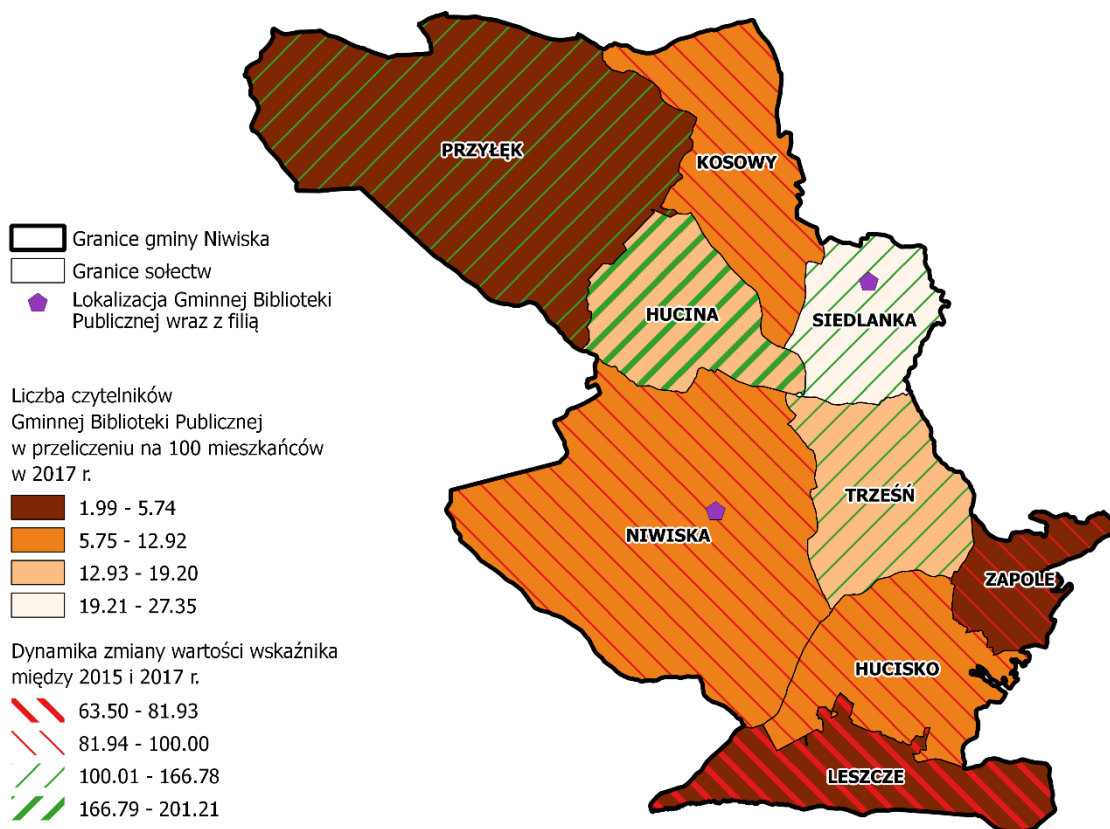 PRZYŁĘK
KOSOWY
HUCINA
SIEDLANKA
TRZEŚŃ
NIWISKA
ZAPOLE
HUCISKO
LESZCZE
Granice gminy Niwiska
Granice sołectw
Lokalizacja Gminnej Biblioteki
Publicznej wraz z filią
Liczba czytelników
Gminnej Biblioteki Publicznej
w przeliczeniu na 100 mieszkańców
w 2017 r.
1.99 - 5.74
5.75 - 12.92
12.93 - 19.20
19.21 - 27.35
Dynamika zmiany wartości wskaźnika
między 2015 i 2017 r.
63.50 - 81.93
81.94 - 100.00
100.01 - 166.78
166.79 - 201.21